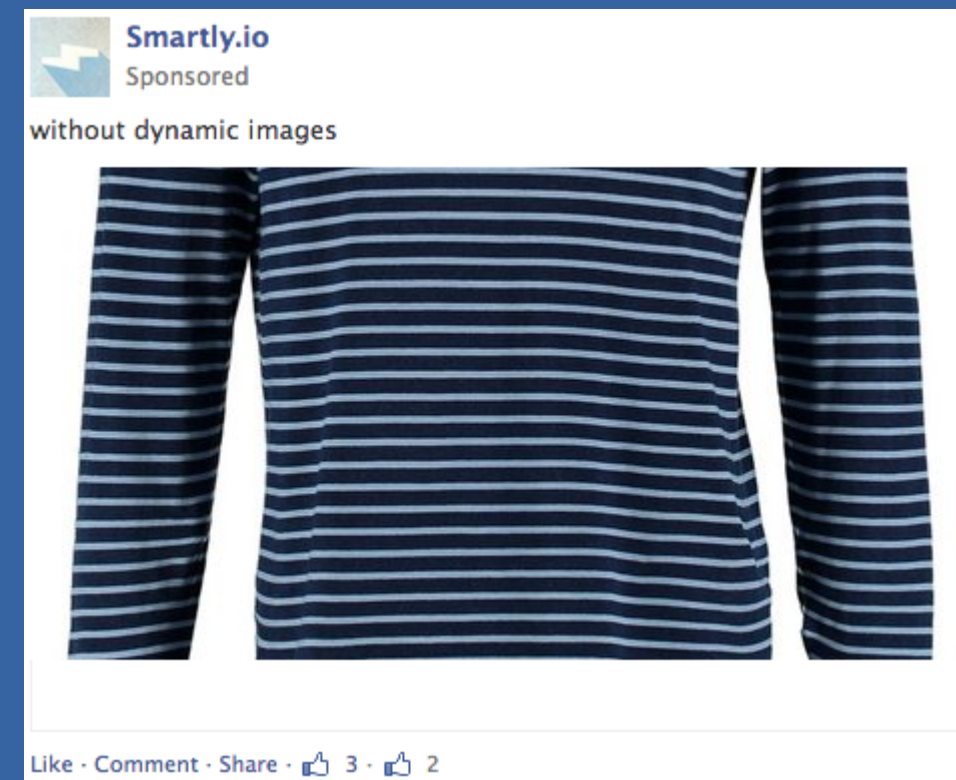 Smartly.io
Sponsored
without dynamic images
Like · Comment · Share · 3 · 2